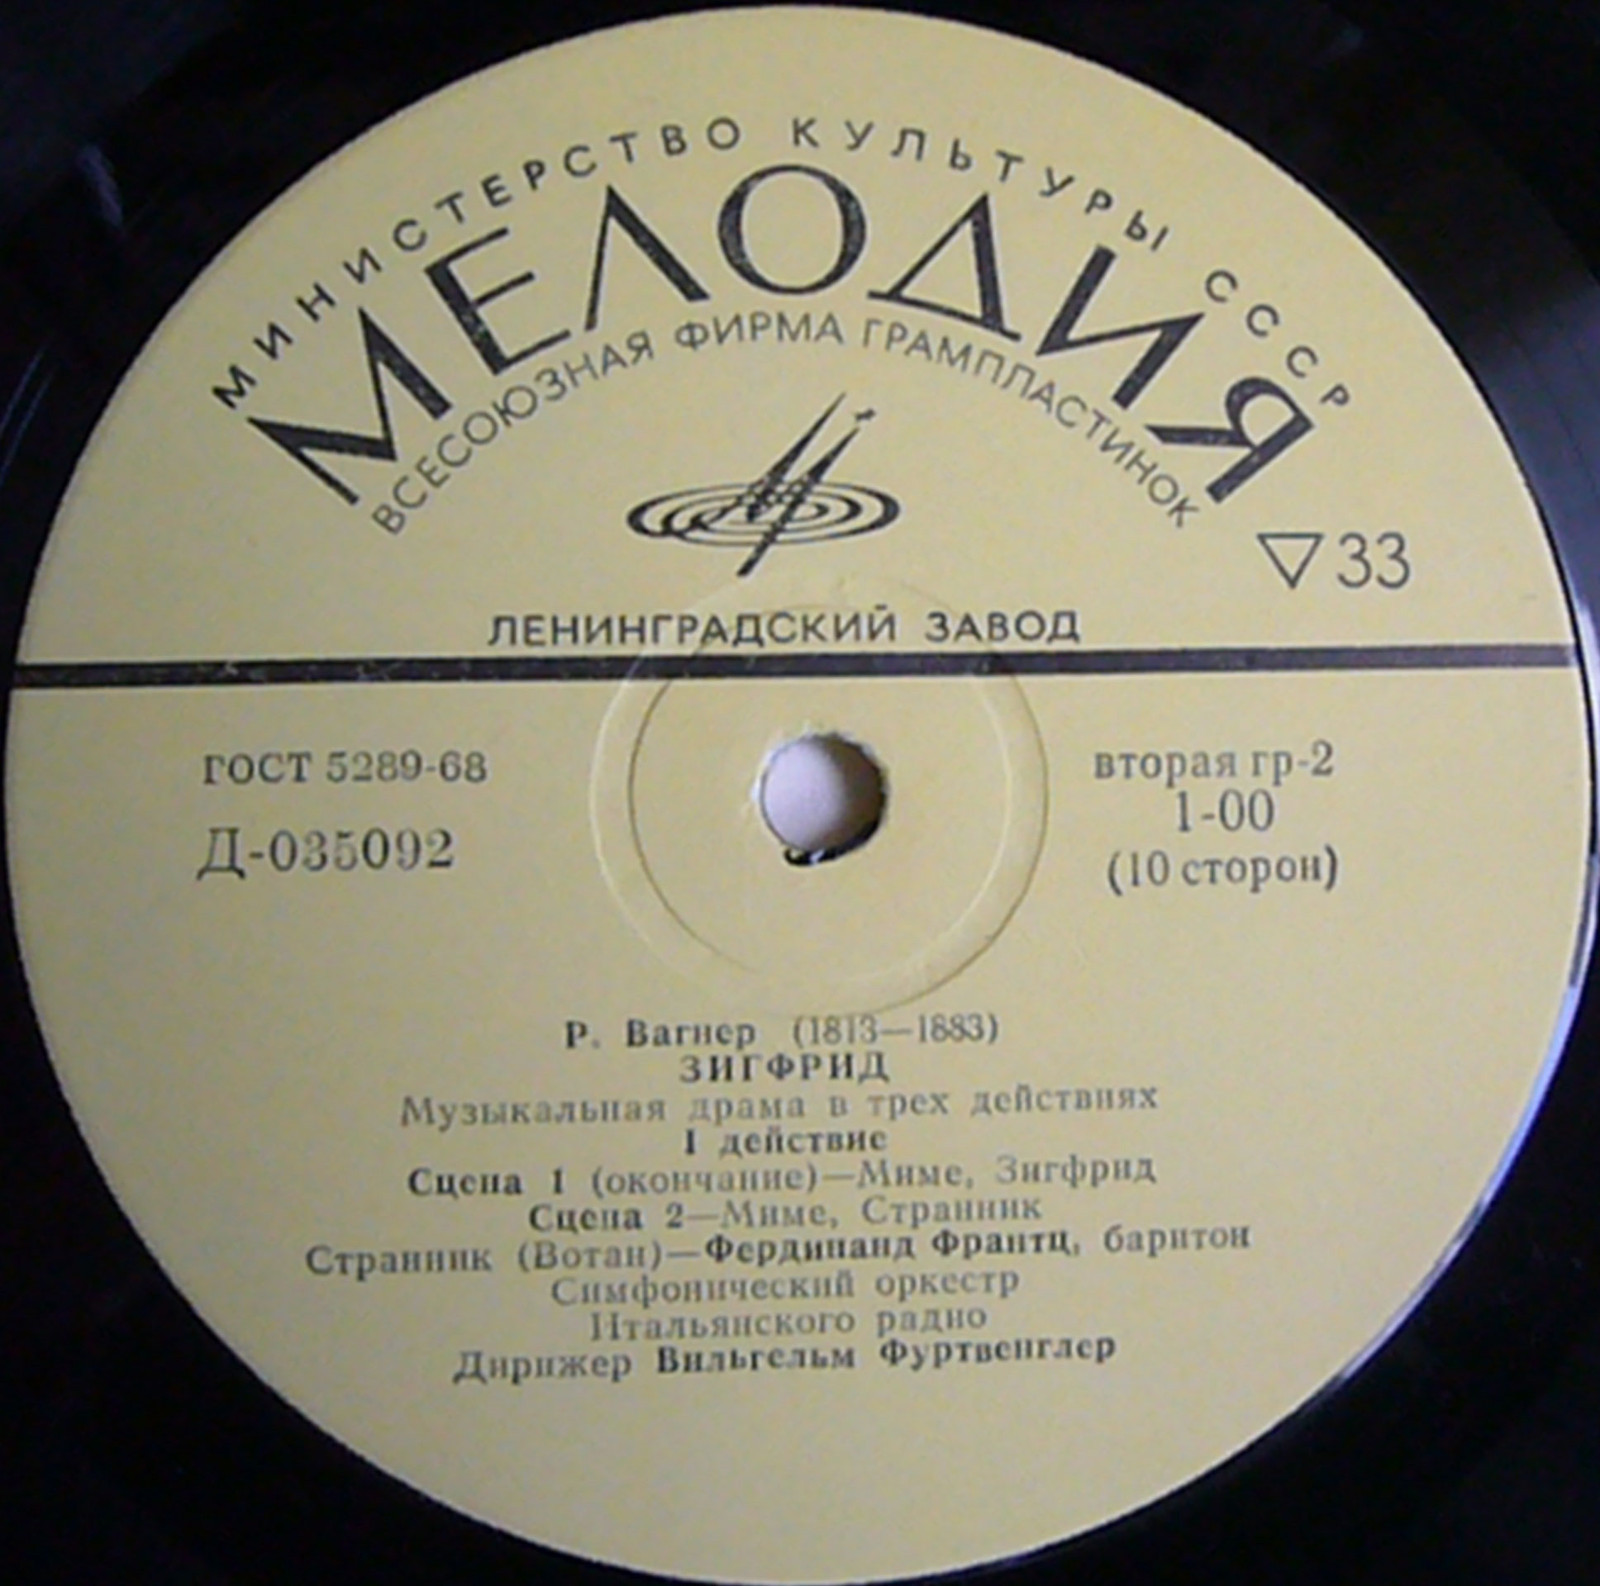 МИНИСТЕРСТВО КУЛЬТУРЫ СССР
МЕЛОДИЯ
ВСЕСОЮЗНАЯ ФИРМА ГРАМПЛАСТИНОК
33
ЛЕНИНГРАДСКИЙ ЗАВОД
ГОСТ 5289-68
Д-035092
вторая гр-2
1-00
(10 сторон)
Р. Вагнер (1813—1883)
ЗИГФРИД
Музыкальная драма в трех действиях
I действие
Сцена 1 (окончание)—Миме, Зигфрид
Сцена 2—Миме, Странник
Странник (Вотан)—Фердинанд Франтц, баритон
Симфонический оркестр
Итальянского радио
Дирижер Вильгельм Фуртвенглер